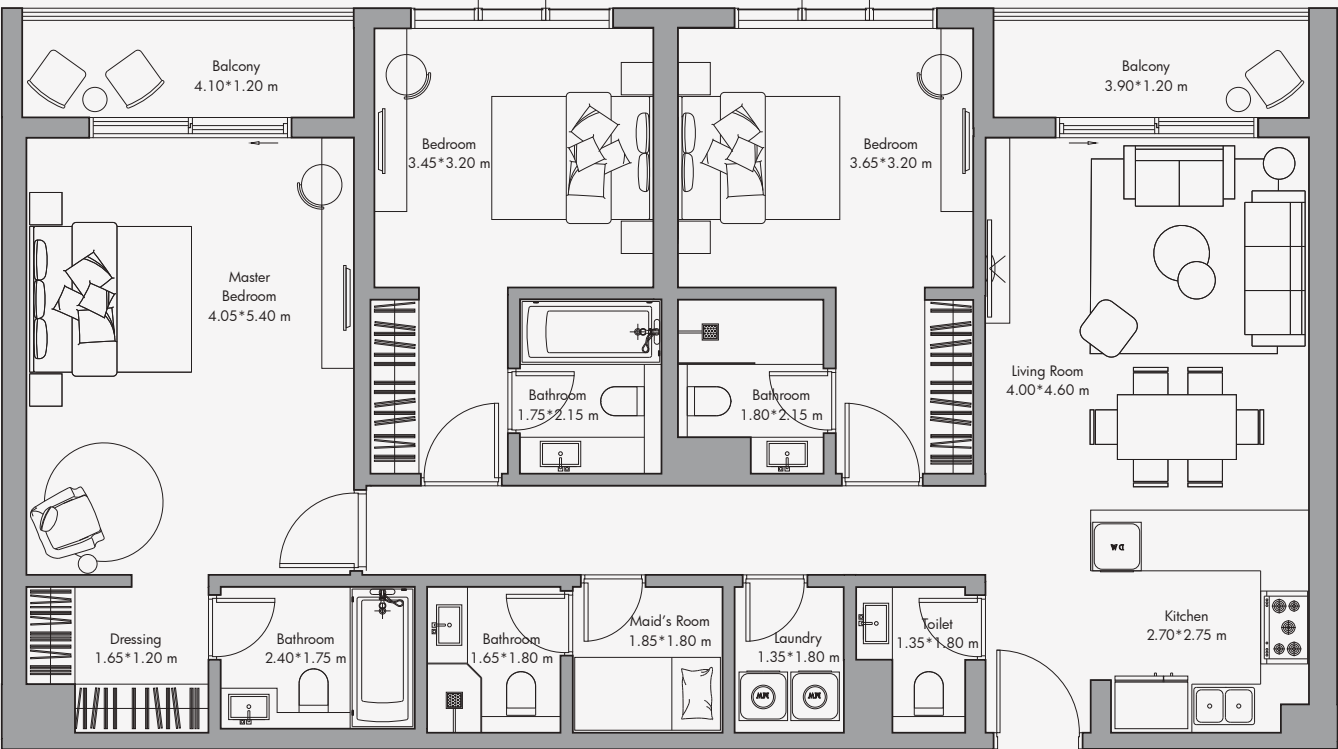 Balcony
4.10*1.20 m
Balcony
3.90*1.20 m
Bedroom
3.45*3.20 m
Bedroom
3.65*3.20 m
Master
Bedroom
4.05*5.40 m
Living Room
4.00*4.60 m
Bathroom
1.75*2.15 m
Bathroom
1.80*2.15 m
DW
Dressing
1.65*1.20 m
Bathroom
2.40*1.75 m
Bathroom
1.65*1.80 m
Maid's Room
1.85*1.80 m
Laundry
1.35*1.80 m
Toilet
1.35*1.80 m
Kitchen
2.70*2.75 m
WM
WM